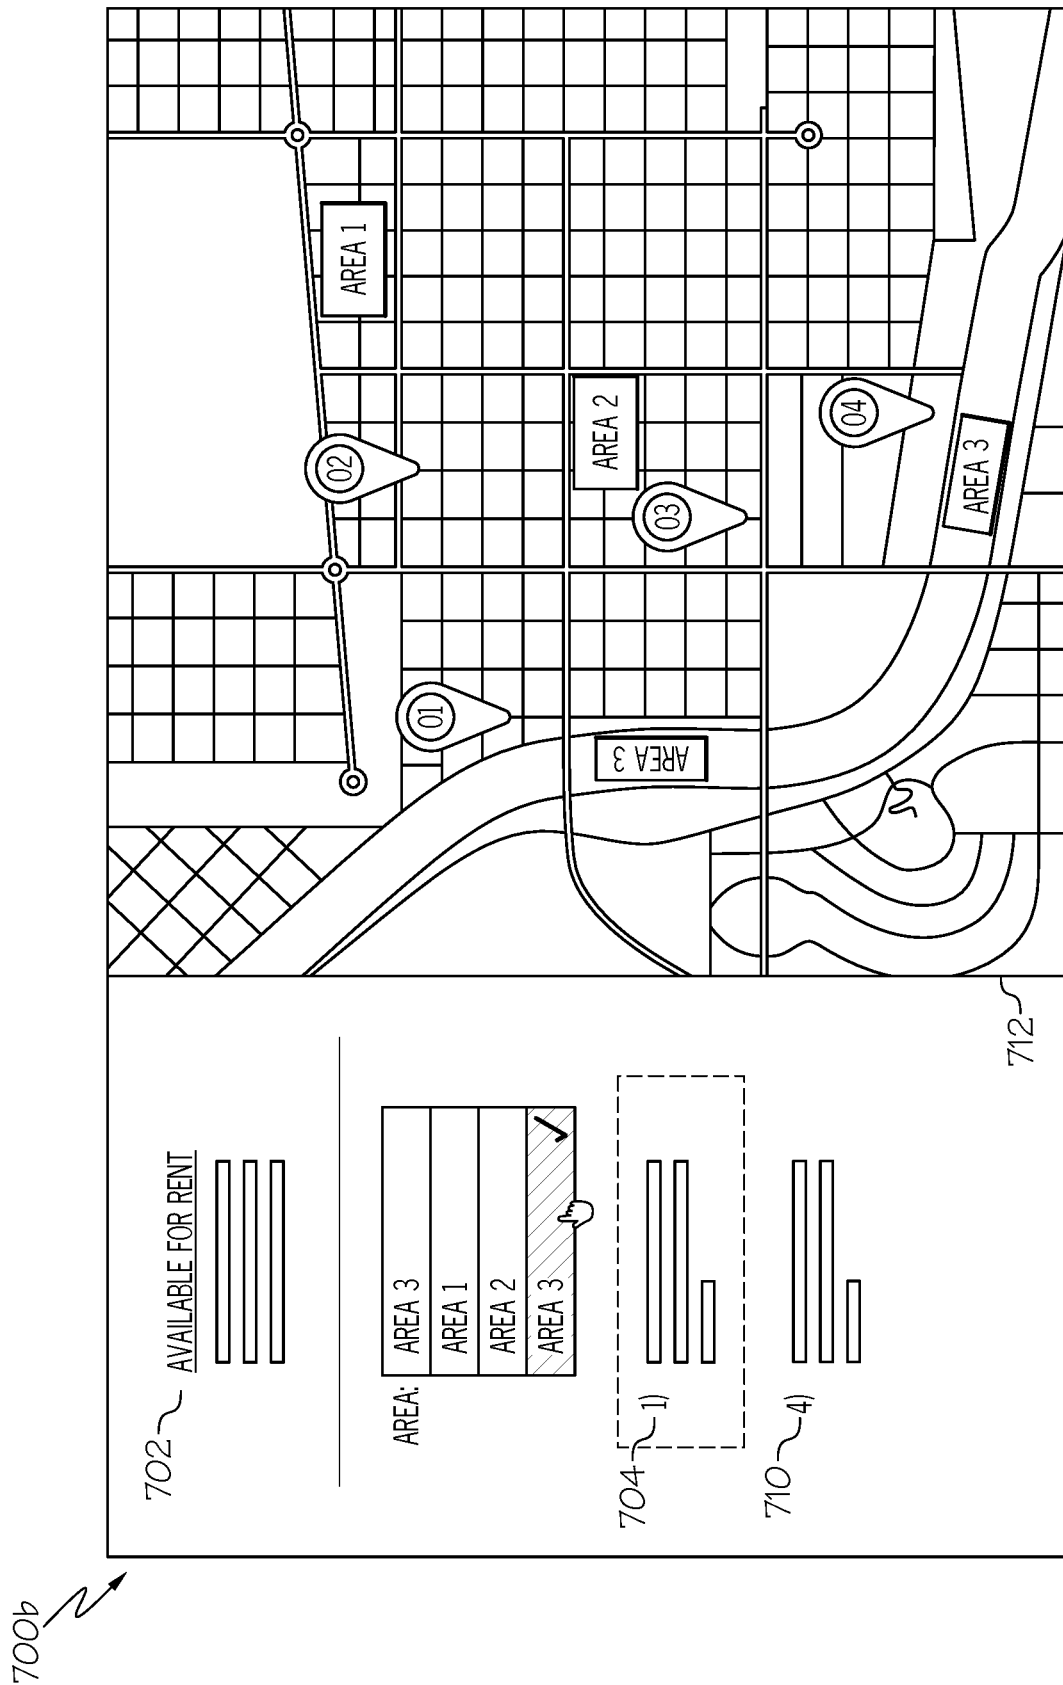 700b
702
AVAILABLE FOR RENT
AREA:
AREA 3
AREA 1
AREA 2
AREA 3
704
1)
710
4)
712
AREA 1
02
01
AREA 2
03
AREA 3
04
AREA 3